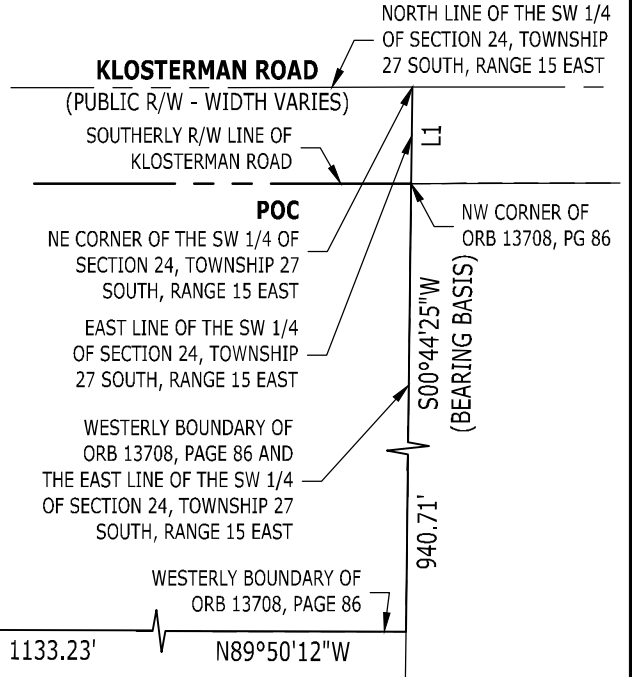 NORTH LINE OF THE SW 1/4
OF SECTION 24, TOWNSHIP
27 SOUTH, RANGE 15 EAST
KLOSTERMAN ROAD
(PUBLIC R/W - WIDTH VARIES)
SOUTHERLY R/W LINE OF
KLOSTERMAN ROAD
L1
POC
NE CORNER OF THE SW 1/4 OF
SECTION 24, TOWNSHIP 27
SOUTH, RANGE 15 EAST
NW CORNER OF
ORB 13708, PG 86
EAST LINE OF THE SW 1/4
OF SECTION 24, TOWNSHIP
27 SOUTH, RANGE 15 EAST
S00°44'25"W
(BEARING BASIS)
WESTERLY BOUNDARY OF
ORB 13708, PAGE 86 AND
THE EAST LINE OF THE SW 1/4
OF SECTION 24, TOWNSHIP 27
SOUTH, RANGE 15 EAST
940.71'
WESTERLY BOUNDARY OF
ORB 13708, PAGE 86
1133.23'
N89°50'12"W